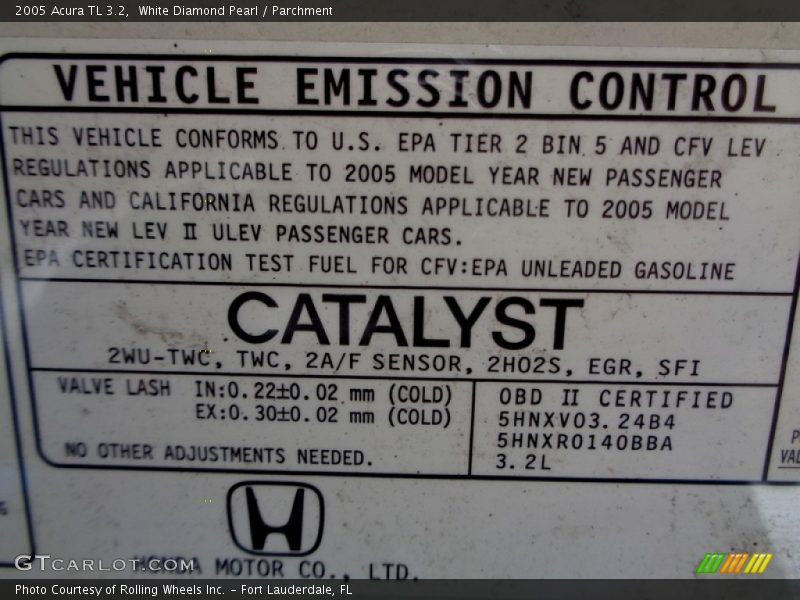 2005 Acura TL 3.2,  White Diamond Pearl / Parchment
VEHICLE EMISSION CONTROL
THIS VEHICLE CONFORMS TO U.S. EPA TIER 2 BIN 5 AND CFV LEV
REGULATIONS APPLICABLE TO 2005 MODEL YEAR NEW PASSENGER
CARS AND CALIFORNIA REGULATIONS APPLICABLE TO 2005 MODEL
YEAR NEW LEV II ULEV PASSENGER CARS.
EPA CERTIFICATION TEST FUEL FOR CFV:EPA UNLEADED GASOLINE
CATALYST
2WU-TWC, TWC, 2A/F SENSOR, 2HO2S, EGR, SFI
VALVE LASH IN:0.22±0.02 mm (COLD)
EX:0.30±0.02 mm (COLD)
NO OTHER ADJUSTMENTS NEEDED.
OBD II CERTIFIED
5HNXV03.24B4
5HNXR0140BBA
3.2L
HONDA MOTOR CO., LTD.
GTCARLOT.COM
Photo Courtesy of Rolling Wheels Inc. – Fort Lauderdale, FL